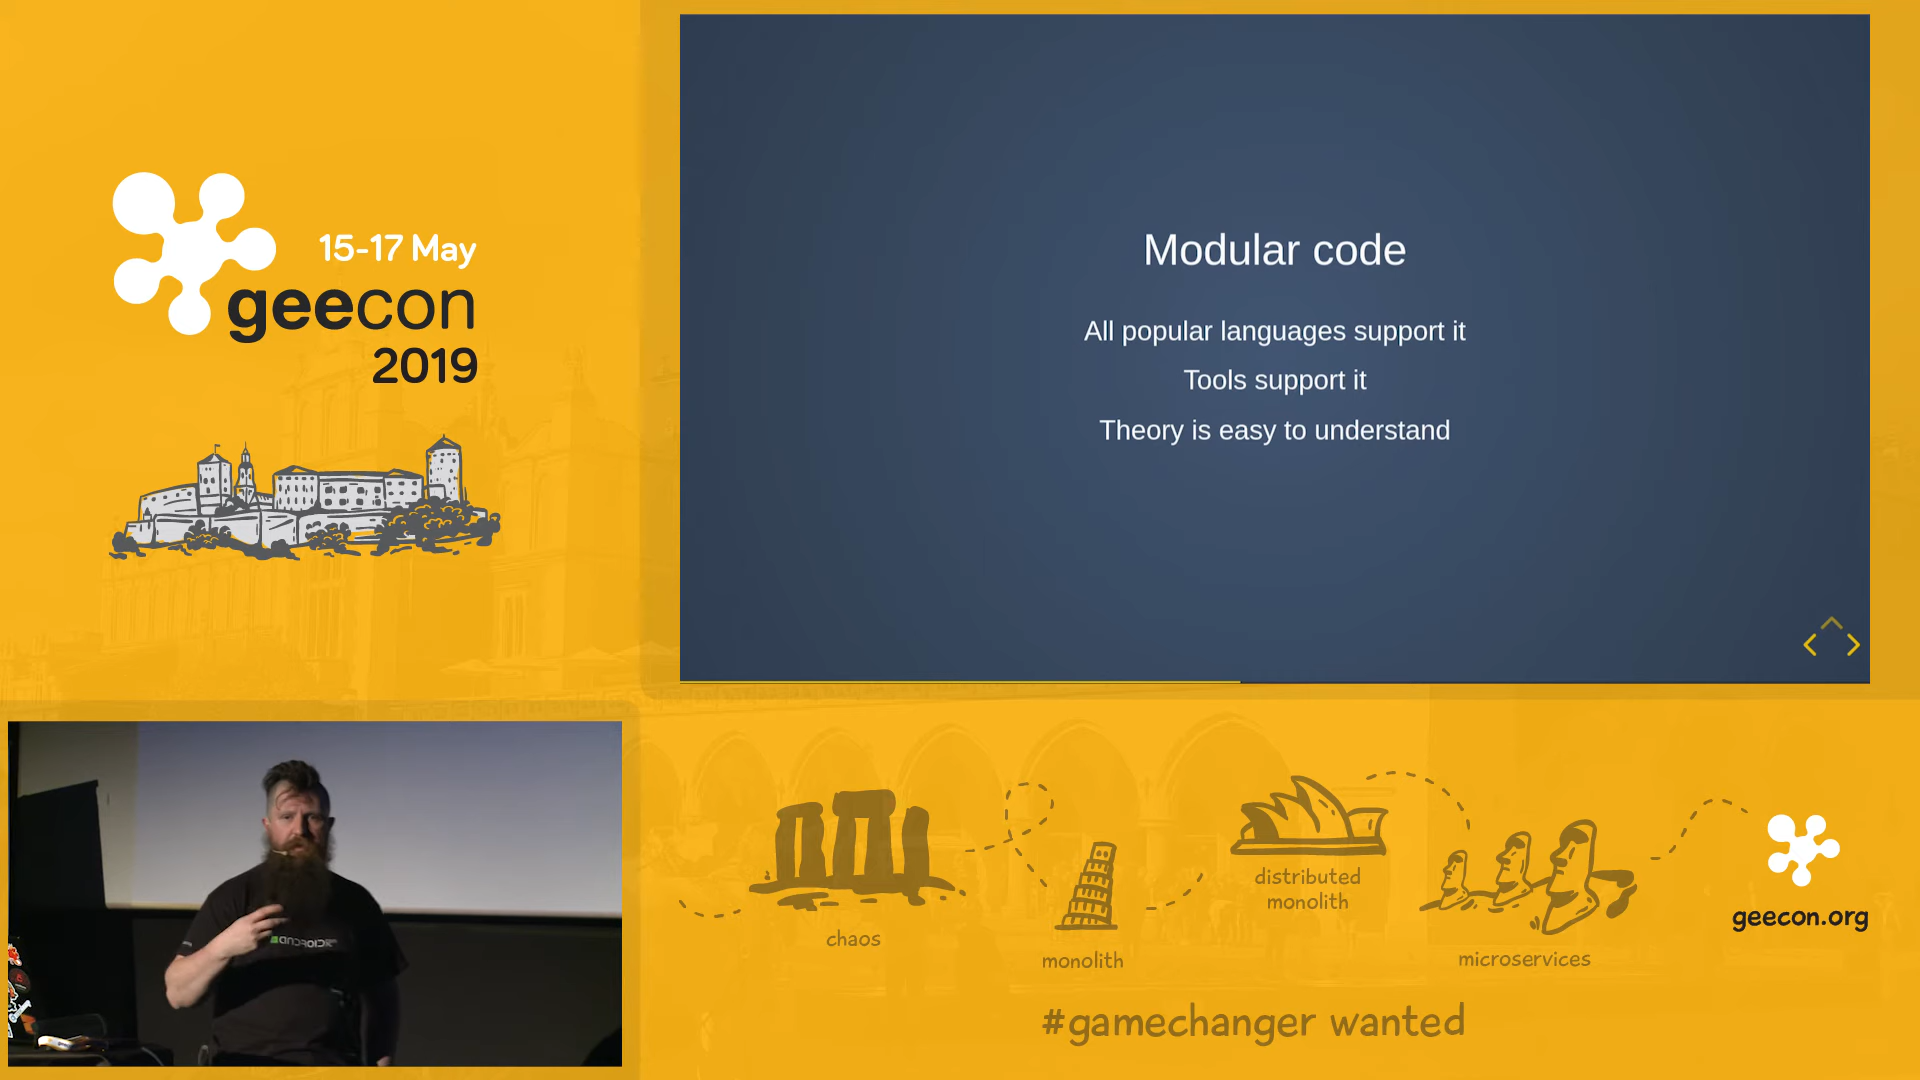 15-17 May
geecon
2019
Modular code
All popular languages support it
Tools support it
Theory is easy to understand
ANDROID
chaos
monolith
distributed
monolith
microservices
geecon.org
#gamechanger wanted